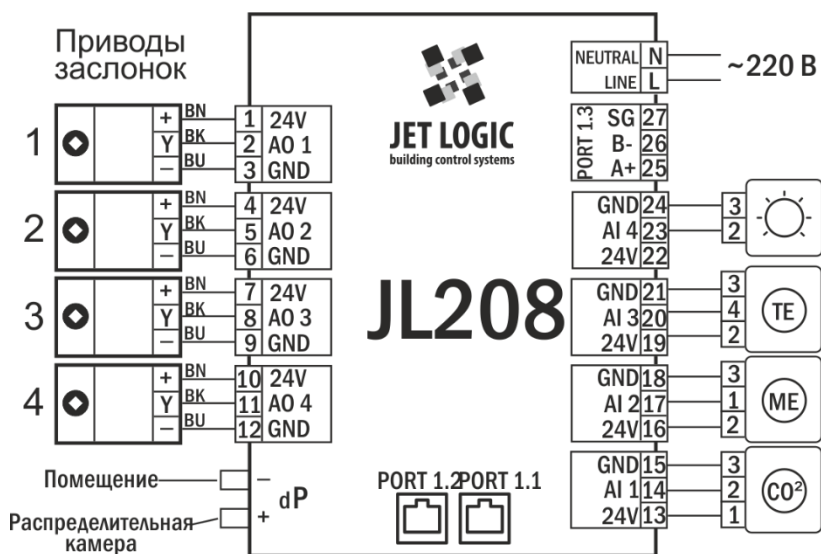 Приводы
заслонок
1
+ BN 1 24V
Y BK 2 AO 1
− BU 3 GND
2
+ BN 4 24V
Y BK 5 AO 2
− BU 6 GND
3
+ BN 7 24V
Y BK 8 AO 3
− BU 9 GND
4
+ BN 10 24V
Y BK 11 AO 4
− BU 12 GND
Помещение −
dP
Распределительная +
камера
JET LOGIC
building control systems
JL208
PORT 1.2 PORT 1.1
NEUTRAL N
LINE L
~220 В
PORT 1.3
SG 27
B- 26
A+ 25
GND 24 3
AI 4 23 2
24V 22
GND 21 3
AI 3 20 4 TE
24V 19 2
GND 18 3
AI 2 17 1 ME
24V 16 2
GND 15 3
AI 1 14 2 CO²
24V 13 1